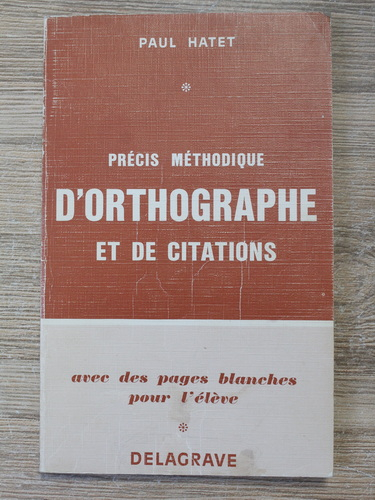 PAUL HATET
*
PRÉCIS MÉTHODIQUE
D'ORTHOGRAPHE
ET DE CITATIONS
avec des pages blanches
pour l'élève
*
DELAGRAVE